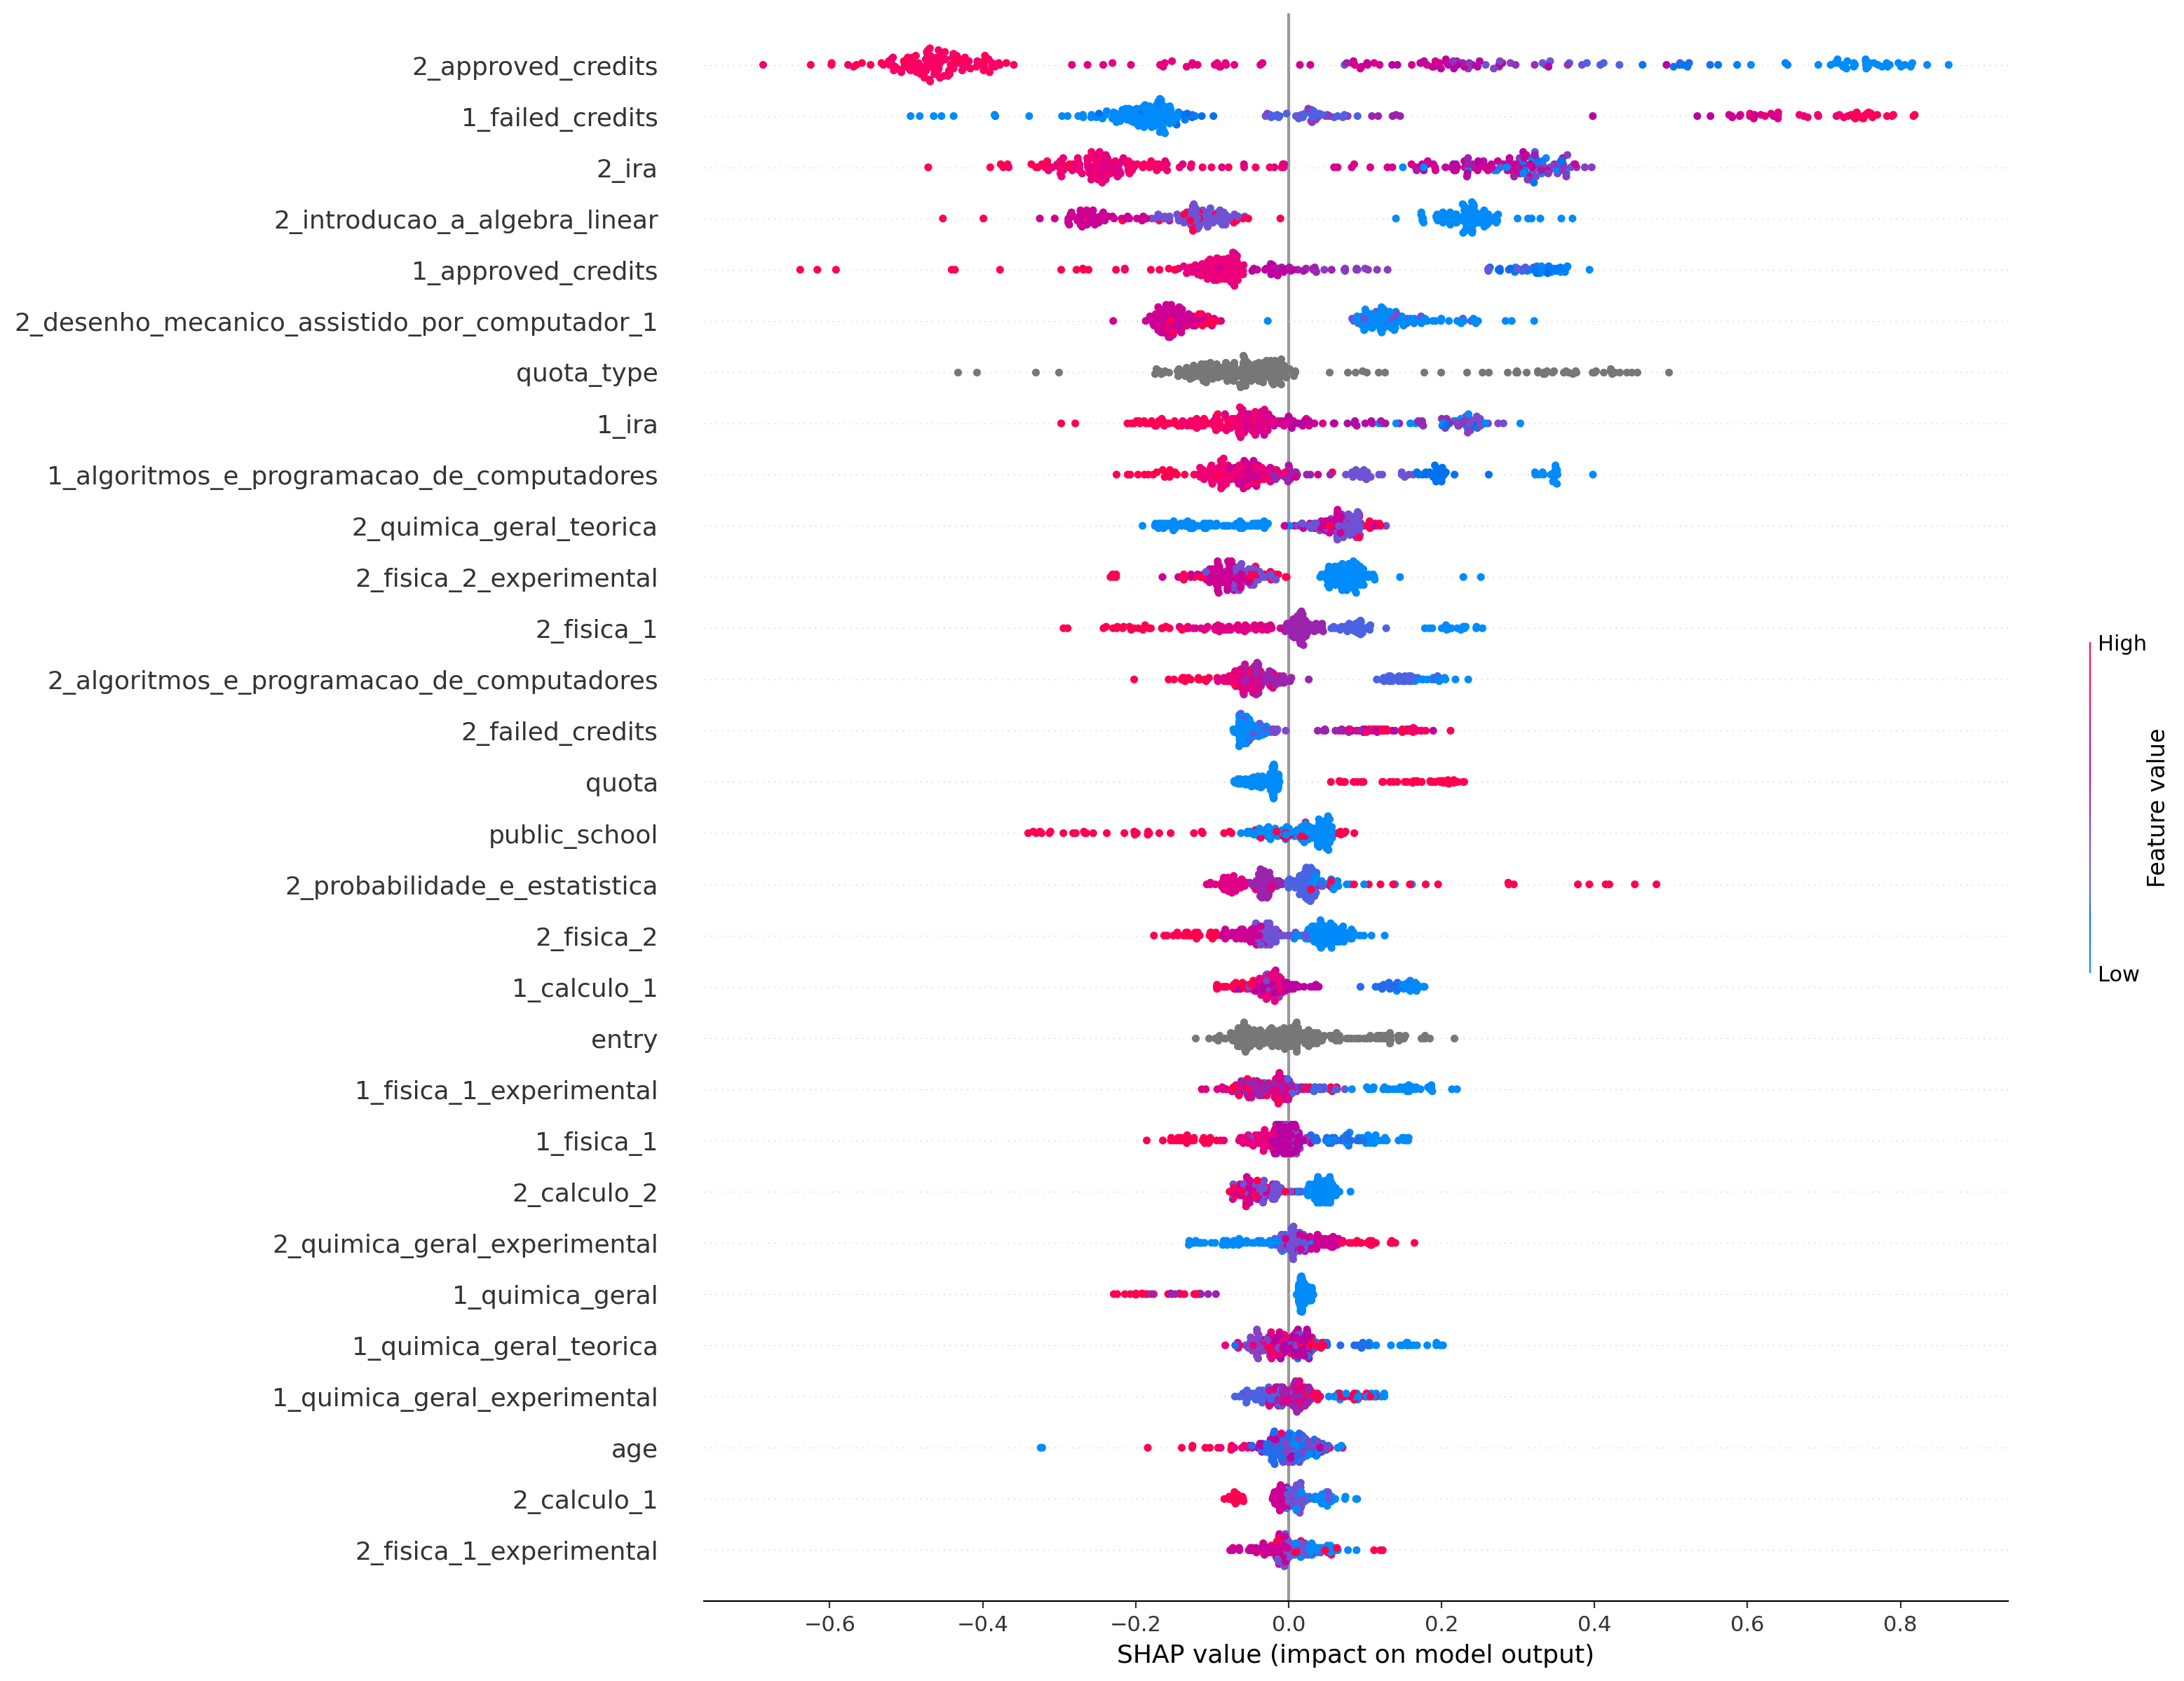 2_approved_credits
1_failed_credits
2_ira
2_introducao_a_algebra_linear
1_approved_credits
2_desenho_mecanico_assistido_por_computador_1
quota_type
1_ira
1_algoritmos_e_programacao_de_computadores
2_quimica_geral_teorica
2_fisica_2_experimental
2_fisica_1
2_algoritmos_e_programacao_de_computadores
2_failed_credits
quota
public_school
2_probabilidade_e_estatistica
2_fisica_2
1_calculo_1
entry
1_fisica_1_experimental
1_fisica_1
2_calculo_2
2_quimica_geral_experimental
1_quimica_geral
1_quimica_geral_teorica
1_quimica_geral_experimental
age
2_calculo_1
2_fisica_1_experimental
−0.6 −0.4 −0.2 0.0 0.2 0.4 0.6 0.8
SHAP value (impact on model output)
High
Feature value
Low